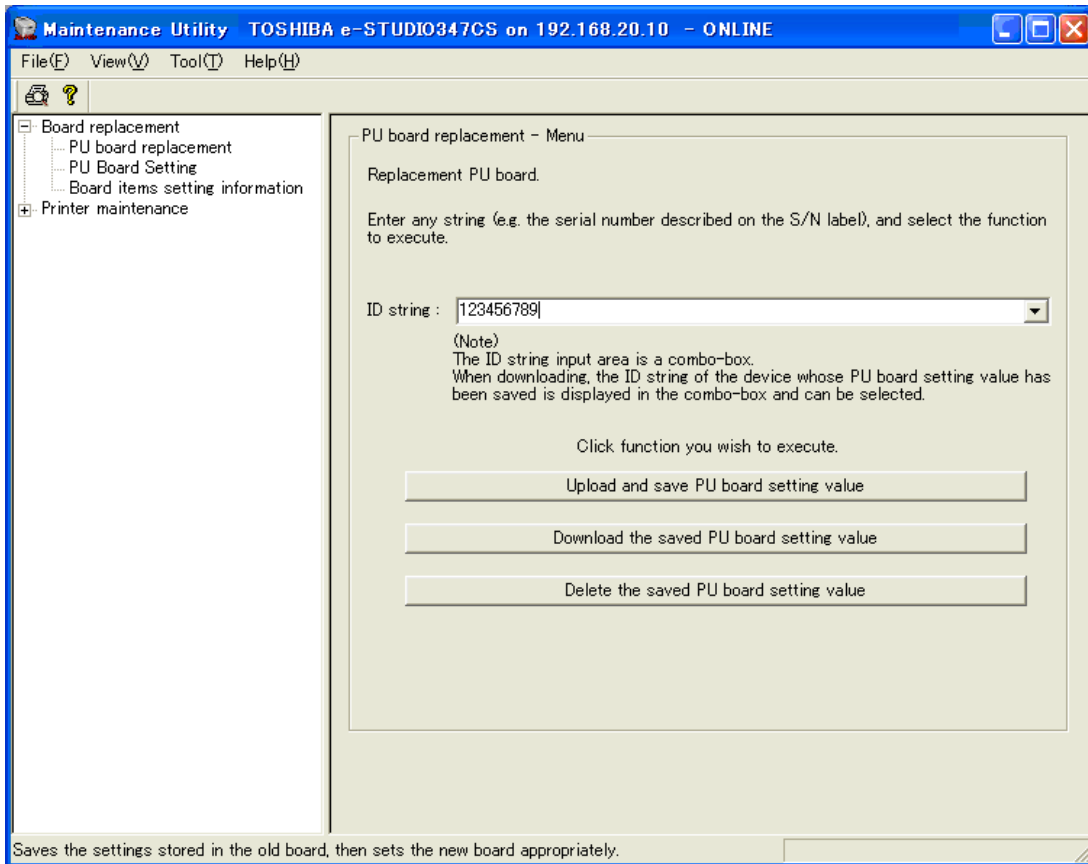 Maintenance Utility TOSHIBA e-STUDIO347CS on 192.168.20.10 - ONLINE
File(F) View(V) Tool(T) Help(H)
Board replacement
PU board replacement
PU Board Setting
Board items setting information
Printer maintenance
PU board replacement - Menu
Replacement PU board.
Enter any string (e.g. the serial number described on the S/N label), and select the function
to execute.
ID string : 123456789
(Note)
The ID string input area is a combo-box.
When downloading, the ID string of the device whose PU board setting value has
been saved is displayed in the combo-box and can be selected.
Click function you wish to execute.
Upload and save PU board setting value
Download the saved PU board setting value
Delete the saved PU board setting value
Saves the settings stored in the old board, then sets the new board appropriately.